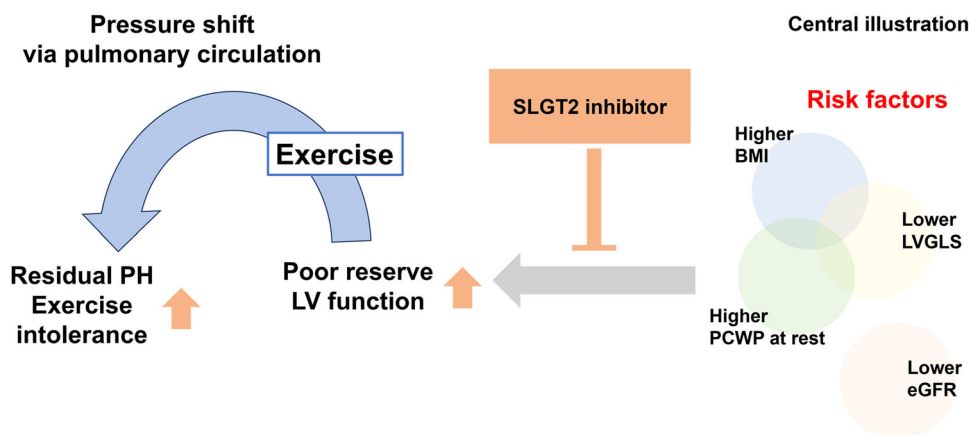 Pressure shift
via pulmonary circulation
Central illustration
SLGT2 inhibitor
Risk factors
Higher
BMI
Exercise
Lower
LVGLS
Residual PH
Exercise
intolerance
Poor reserve
LV function
Higher
PCWP at rest
Lower
eGFR